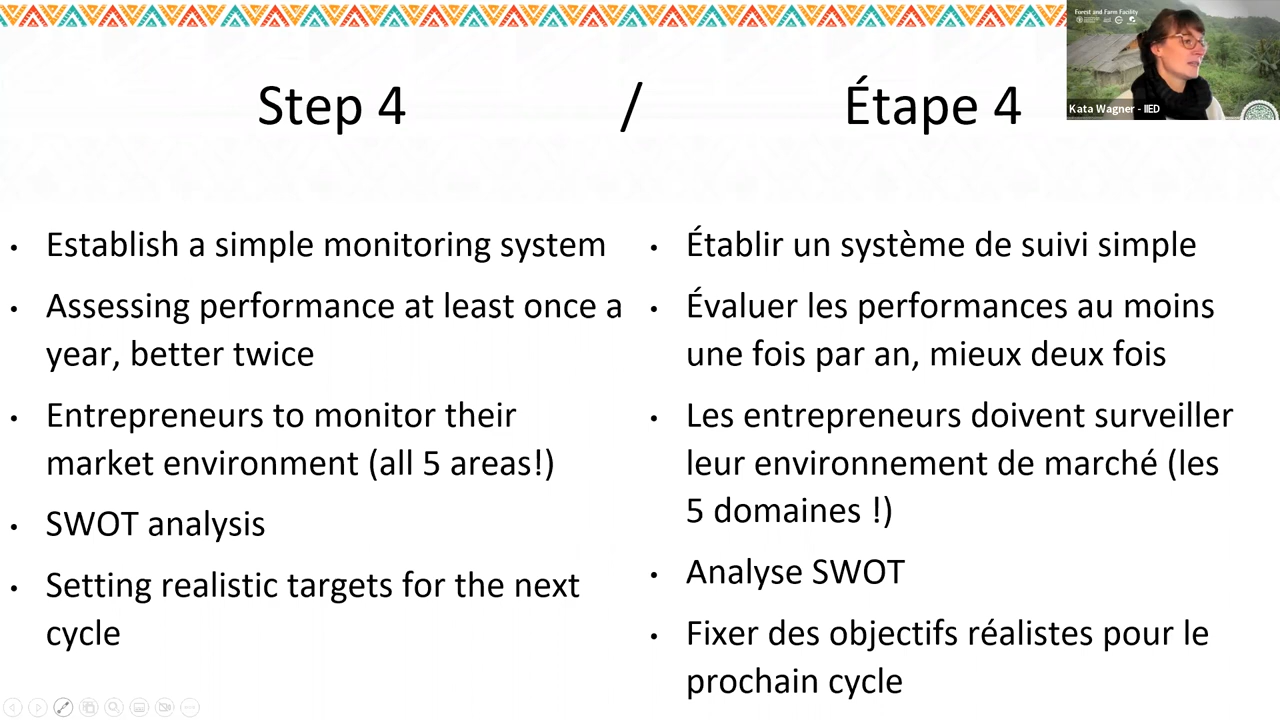 Step 4 / Étape 4
Forest and Farm Facility
Kata Wagner - IIED
• Establish a simple monitoring system
• Assessing performance at least once a
year, better twice
• Entrepreneurs to monitor their
market environment (all 5 areas!)
• SWOT analysis
• Setting realistic targets for the next
cycle
• Établir un système de suivi simple
• Évaluer les performances au moins
une fois par an, mieux deux fois
• Les entrepreneurs doivent surveiller
leur environnement de marché (les
5 domaines !)
• Analyse SWOT
• Fixer des objectifs réalistes pour le
prochain cycle